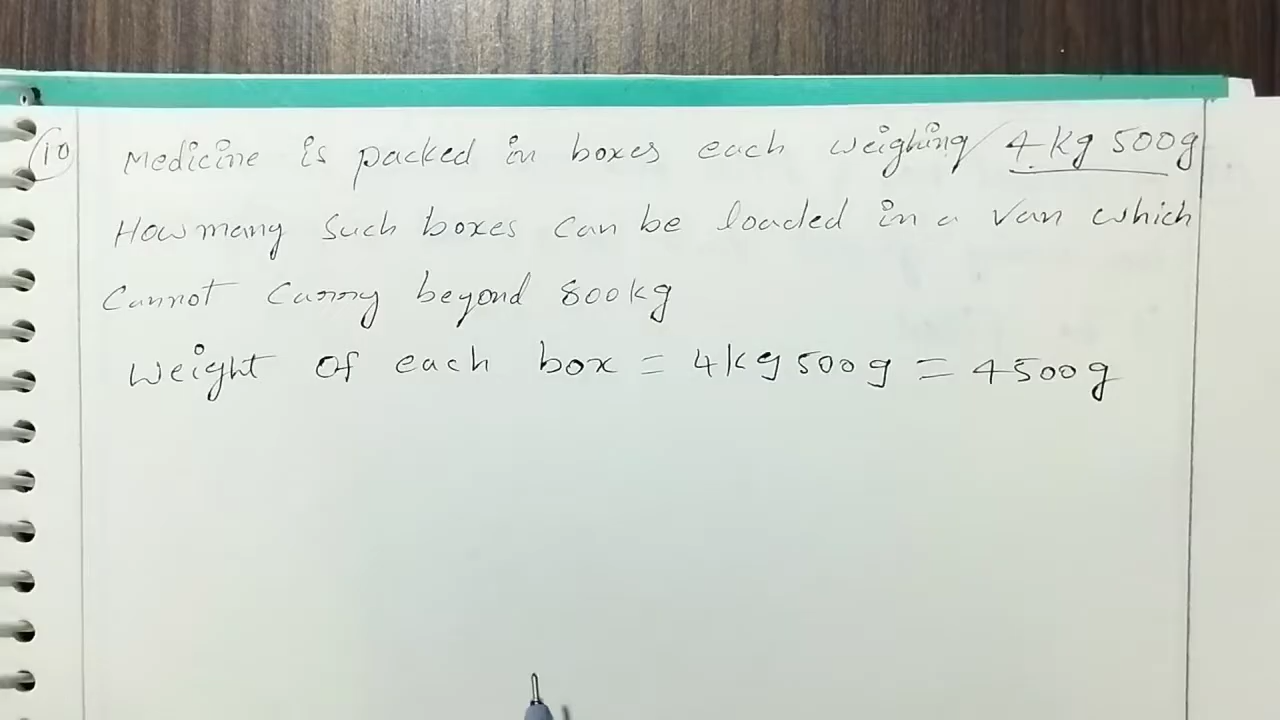 10 Medicine is packed in boxes each weighing 4 kg 500g
How many such boxes can be loaded in a van which
cannot carry beyond 800kg
Weight of each box = 4kg 500g = 4500g